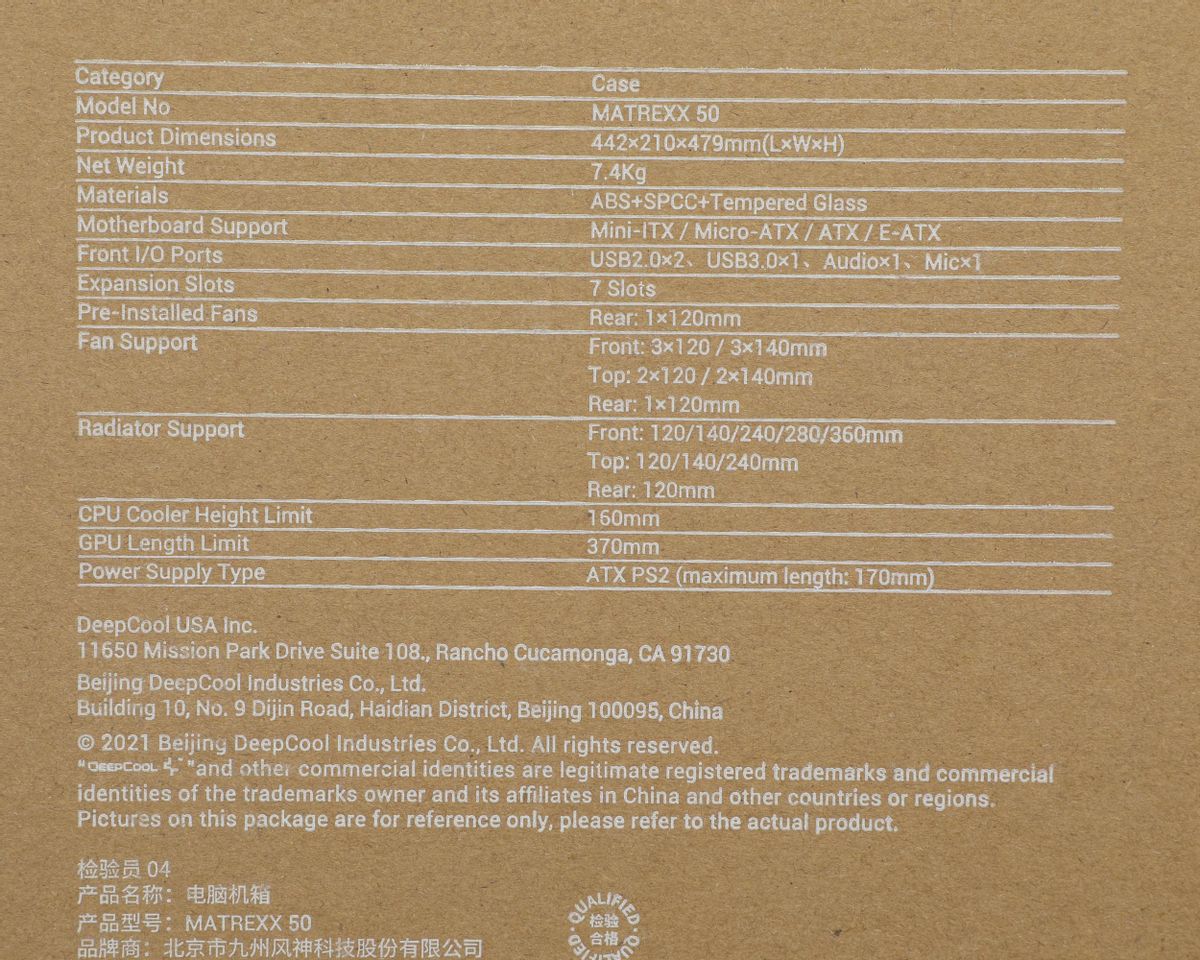 Category Case
Model No MATREXX 50
Product Dimensions 442×210×479mm(L×W×H)
Net Weight 7.4Kg
Materials ABS+SPCC+Tempered Glass
Motherboard Support Mini-ITX / Micro-ATX / ATX / E-ATX
Front I/O Ports USB2.0×2、USB3.0×1、Audio×1、Mic×1
Expansion Slots 7 Slots
Pre-Installed Fans Rear: 1×120mm
Fan Support Front: 3×120 / 3×140mm
Top: 2×120 / 2×140mm
Rear: 1×120mm
Radiator Support Front: 120/140/240/280/360mm
Top: 120/140/240mm
Rear: 120mm
CPU Cooler Height Limit 160mm
GPU Length Limit 370mm
Power Supply Type ATX PS2 (maximum length: 170mm)
DeepCool USA Inc.
11650 Mission Park Drive Suite 108., Rancho Cucamonga, CA 91730
Beijing DeepCool Industries Co., Ltd.
Building 10, No. 9 Dijin Road, Haidian District, Beijing 100095, China
© 2021 Beijing DeepCool Industries Co., Ltd. All rights reserved.
"DEEPCOOL "and other commercial identities are legitimate registered trademarks and commercial
identities of the trademarks owner and its affiliates in China and other countries or regions.
Pictures on this package are for reference only, please refer to the actual product.
检验员 04
产品名称：电脑机箱
产品型号：MATREXX 50
品牌商：北京市九州风神科技股份有限公司
QUALIFIED
检验
合格
QUALIFIED